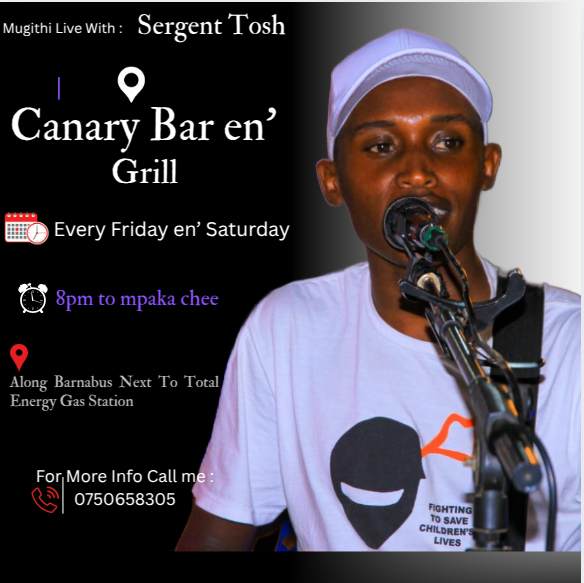 Mugithi Live With : Sergent Tosh
Canary Bar en’
Grill
Every Friday en’ Saturday
8pm to mpaka chee
Along Barnabus Next To Total
Energy Gas Station
For More Info Call me :
0750658305
FIGHTING
TO SAVE
CHILDREN'S
LIVES